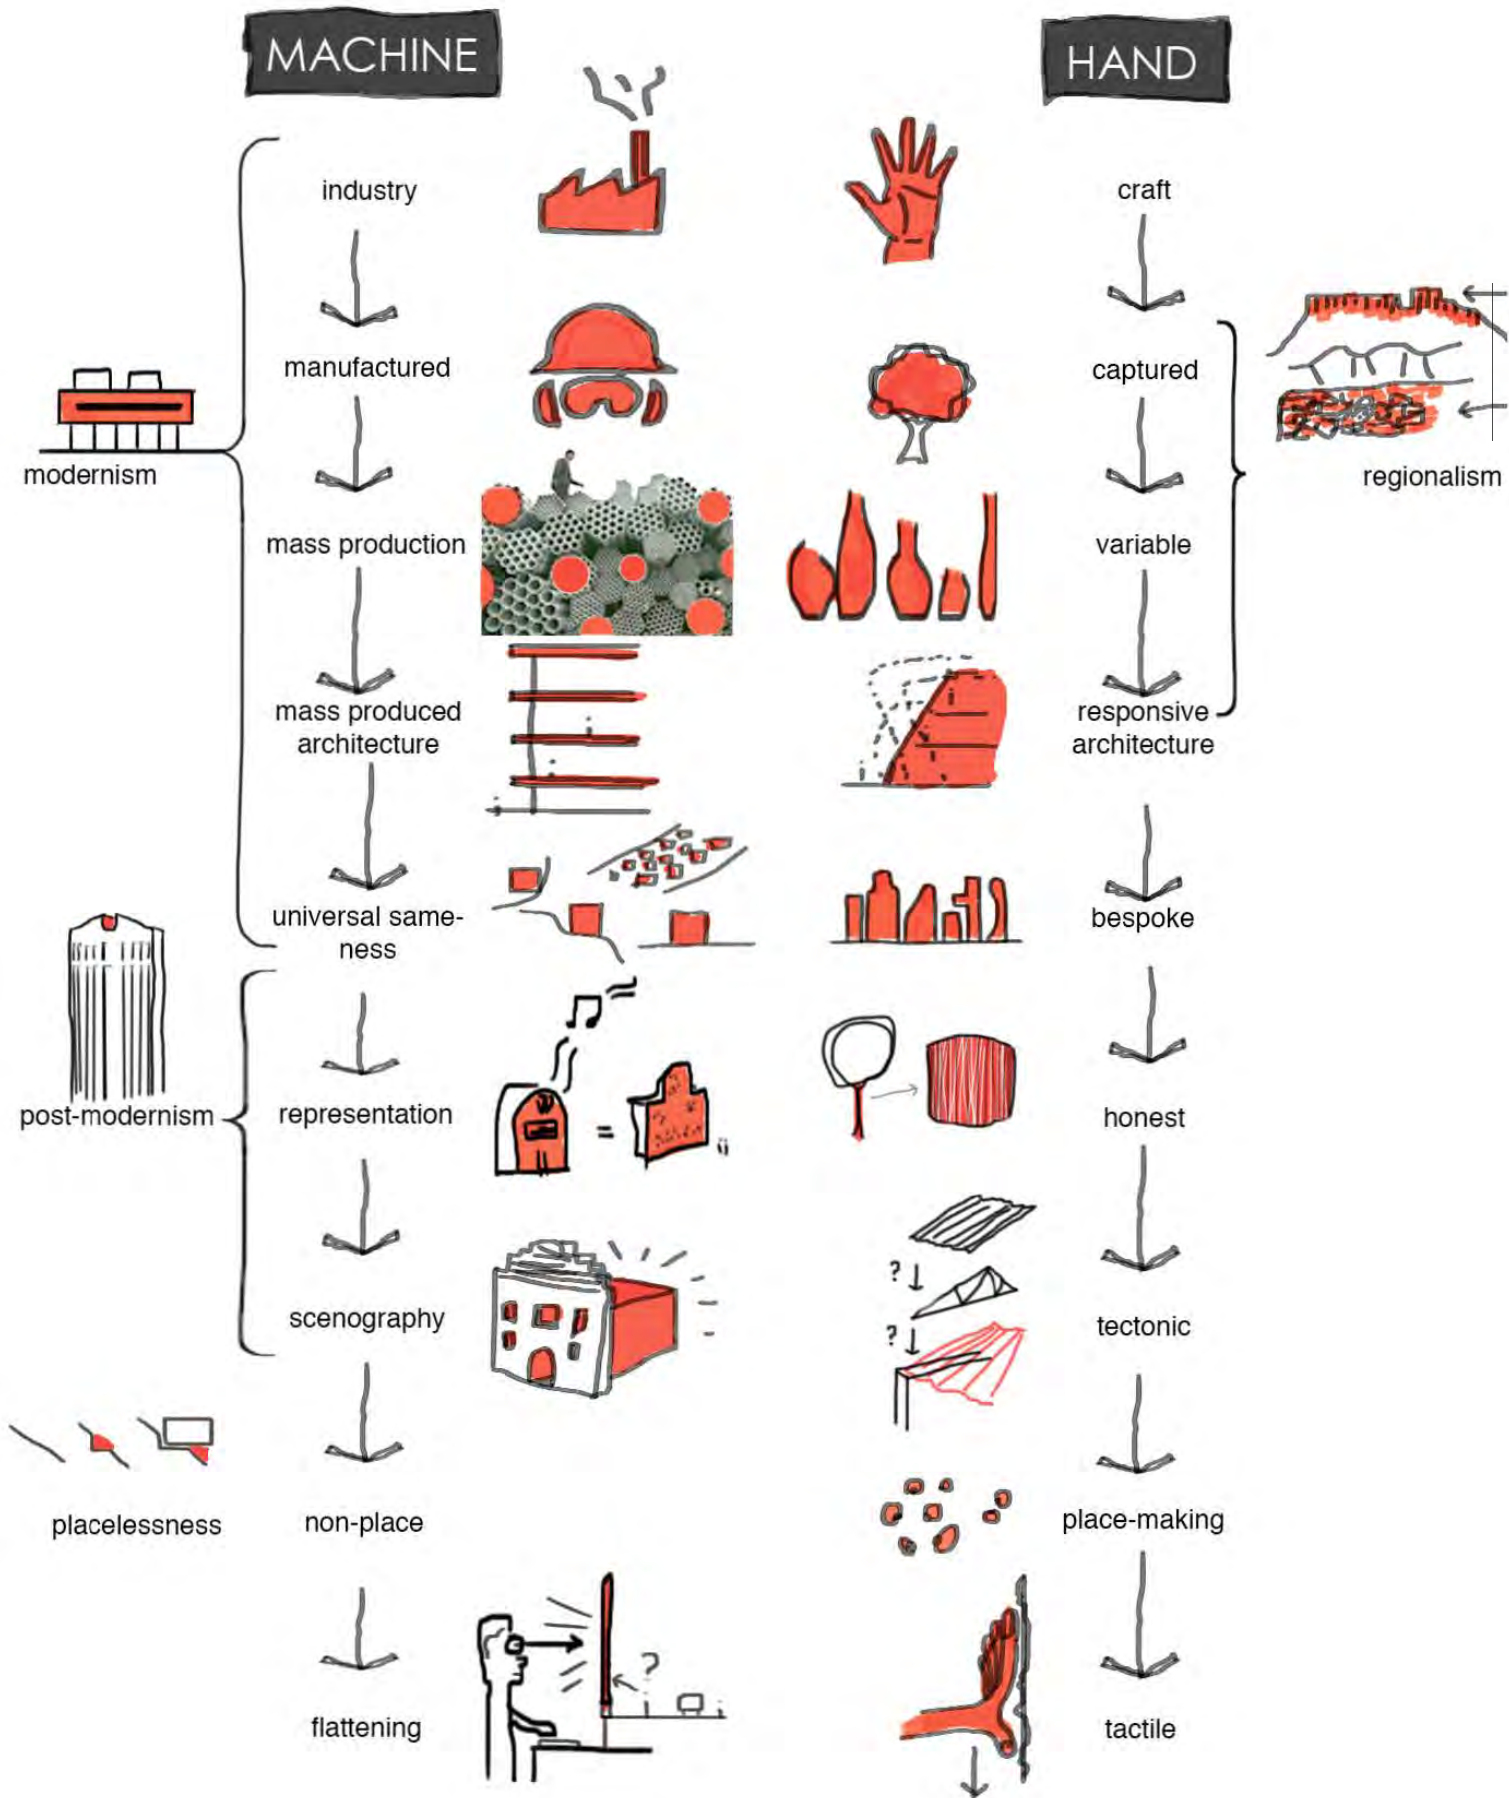 MACHINE
HAND
industry
craft
manufactured
captured
modernism
regionalism
mass production
variable
mass produced
architecture
responsive
architecture
universal same-
ness
bespoke
post-modernism
representation
=
honest
?
scenography
?
tectonic
placelessness
non-place
place-making
?
flattening
tactile